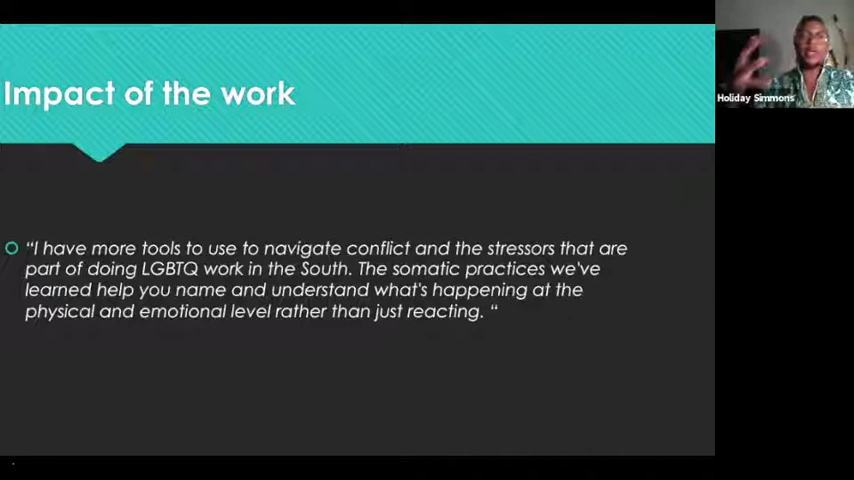 Impact of the work
Holiday Simmons
“I have more tools to use to navigate conflict and the stressors that are
part of doing LGBTQ work in the South. The somatic practices we've
learned help you name and understand what's happening at the
physical and emotional level rather than just reacting. “